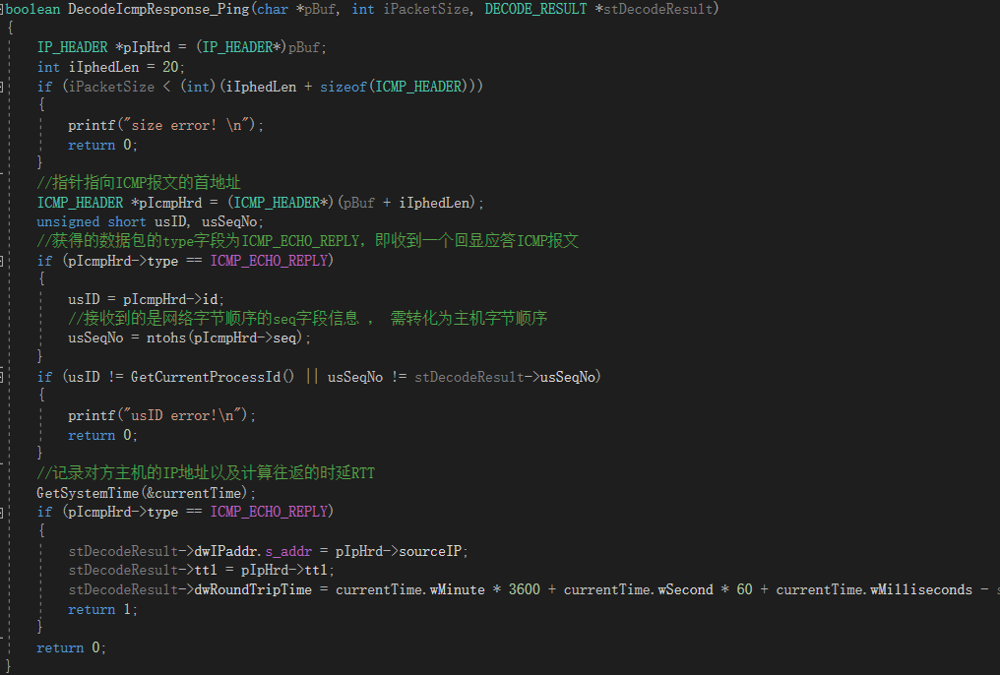 boolean DecodeIcmpResponse_Ping(char *pBuf, int iPacketSize, DECODE_RESULT *stDecodeResult)
{
IP_HEADER *pIpHrd = (IP_HEADER*)pBuf;
int iIphedLen = 20;
if (iPacketSize < (int)(iIphedLen + sizeof(ICMP_HEADER)))
{
printf("size error! \n");
return 0;
}
//指针指向ICMP报文的首地址
ICMP_HEADER *pIcmpHrd = (ICMP_HEADER*)(pBuf + iIphedLen);
unsigned short usID, usSeqNo;
//获得的数据包的type字段为ICMP_ECHO_REPLY，即收到一个回显应答ICMP报文
if (pIcmpHrd->type == ICMP_ECHO_REPLY)
{
usID = pIcmpHrd->id;
//接收到的是网络字节顺序的seq字段信息 ， 需转化为主机字节顺序
usSeqNo = ntohs(pIcmpHrd->seq);
}
if (usID != GetCurrentProcessId() || usSeqNo != stDecodeResult->usSeqNo)
{
printf("usID error!\n");
return 0;
}
//记录对方主机的IP地址以及计算往返的时延RTT
GetSystemTime(&currentTime);
if (pIcmpHrd->type == ICMP_ECHO_REPLY)
{
stDecodeResult->dwIPaddr.s_addr = pIpHrd->sourceIP;
stDecodeResult->ttl = pIpHrd->ttl;
stDecodeResult->dwRoundTripTime = currentTime.wMinute * 3600 + currentTime.wSecond * 60 + currentTime.wMilliseconds -
return 1;
}
return 0;
}